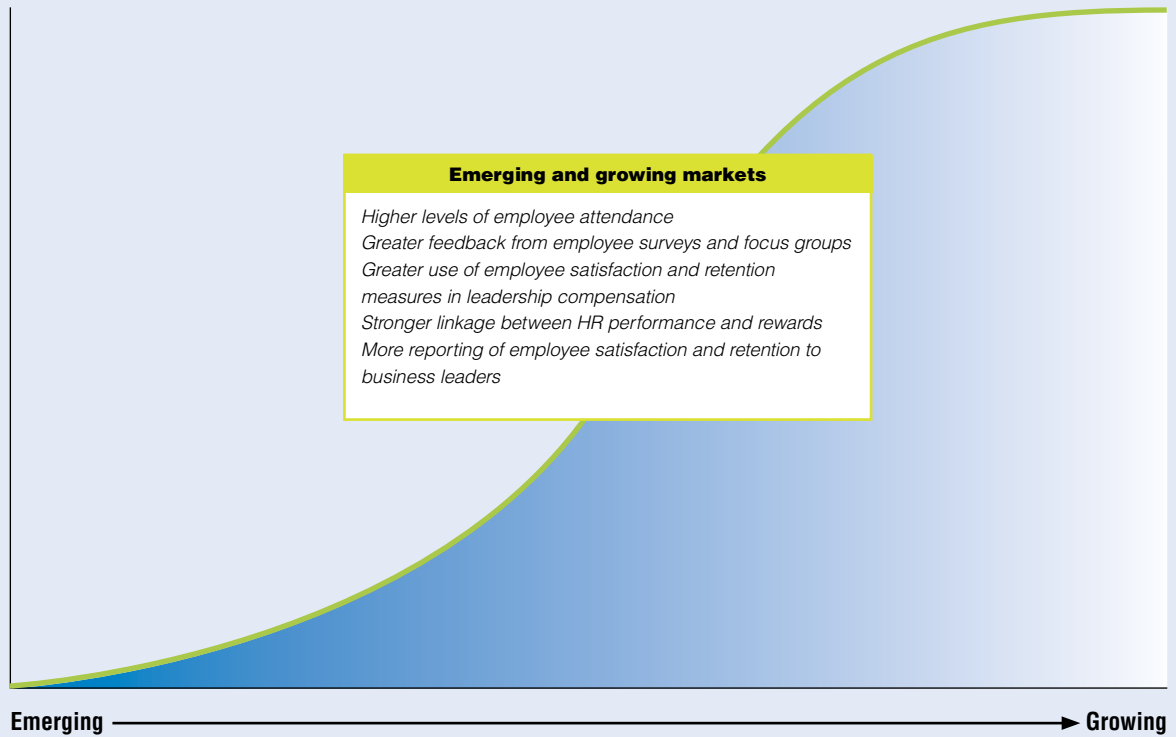 Emerging and growing markets
Higher levels of employee attendance
Greater feedback from employee surveys and focus groups
Greater use of employee satisfaction and retention
measures in leadership compensation
Stronger linkage between HR performance and rewards
More reporting of employee satisfaction and retention to
business leaders
Emerging
Growing